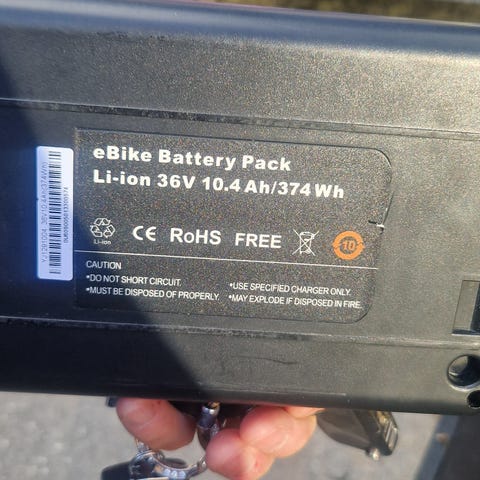 eBike Battery Pack
Li-ion 36V 10.4 Ah/374 Wh
Li-ion
CE RoHS FREE 10
CAUTION
*DO NOT SHORT CIRCUIT.
*USE SPECIFIED CHARGER ONLY.
*MUST BE DISPOSED OF PROPERLY.
*MAY EXPLODE IF DISPOSED IN FIRE.